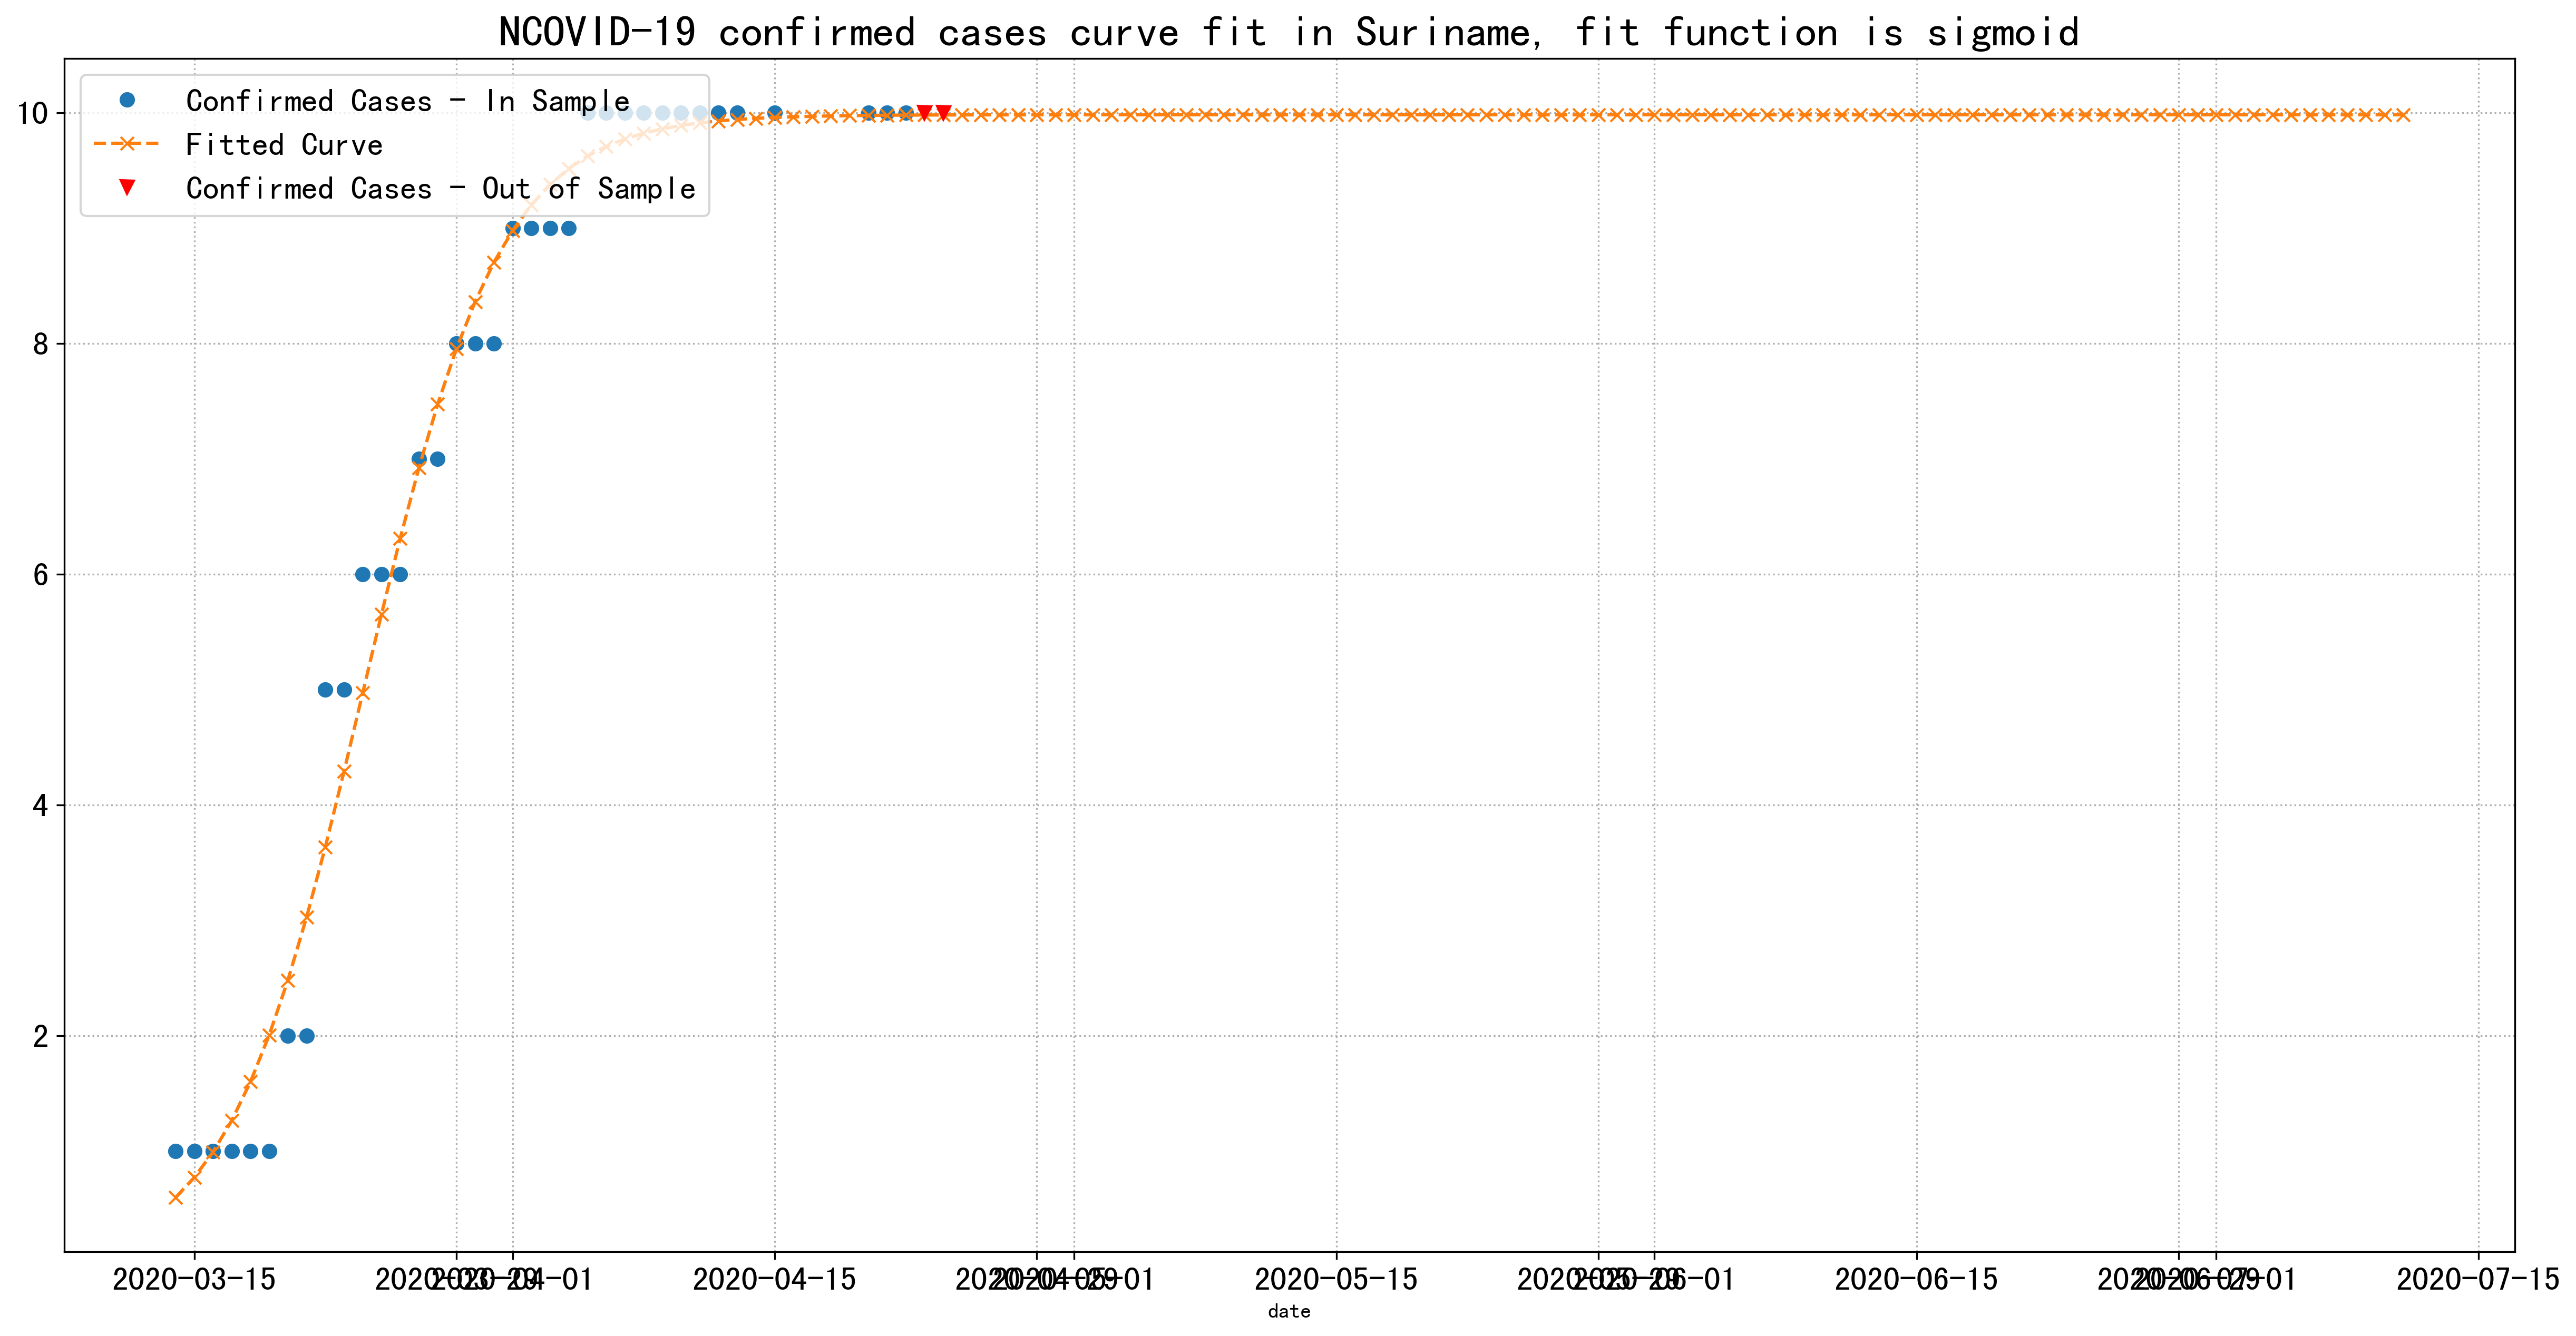 NCOVID-19 confirmed cases curve fit in Suriname, fit function is sigmoid
Confirmed Cases - In Sample
Fitted Curve
Confirmed Cases - Out of Sample
10
8
6
4
2
2020-03-15 2020-03-29 2020-04-01 2020-04-15 2020-04-29 2020-05-01 2020-05-15 2020-05-29 2020-06-01 2020-06-15 2020-06-29 2020-07-01 2020-07-15
date